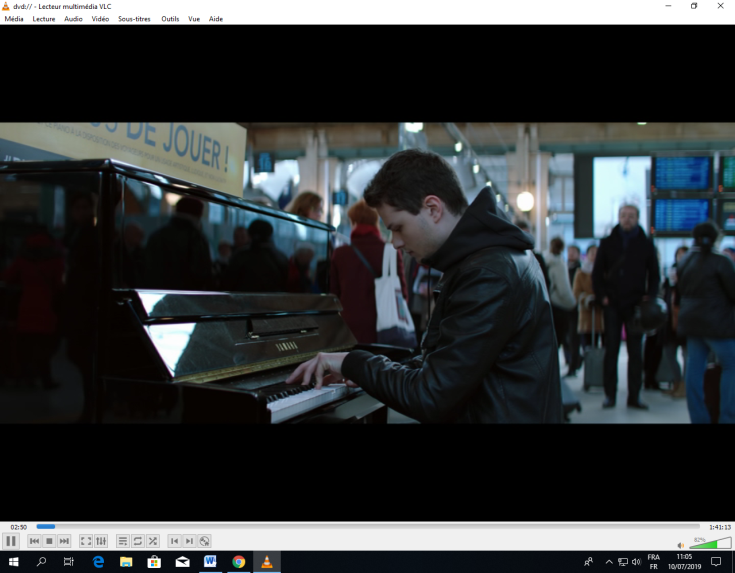 dvd:// - Lecteur multimédia VLC
Média Lecture Audio Vidéo Sous-titres Outils Vue Aide
DE JOUER !
YAMAHA
02:50
1:41:13
82%
FRA
FR
11:05
10/07/2019